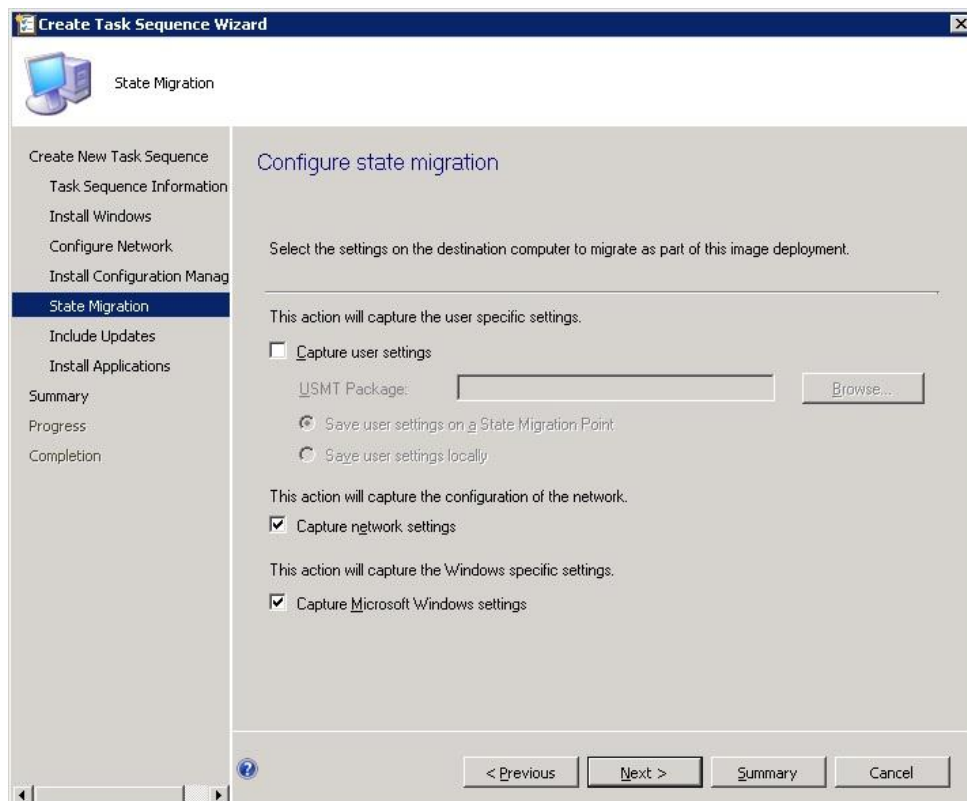 Create Task Sequence Wizard
State Migration
Create New Task Sequence
Task Sequence Information
Install Windows
Configure Network
Install Configuration Manag
State Migration
Include Updates
Install Applications
Summary
Progress
Completion
Configure state migration
Select the settings on the destination computer to migrate as part of this image deployment.
This action will capture the user specific settings.
Capture user settings
USMT Package:
Browse...
Save user settings on a State Migration Point
Save user settings locally
This action will capture the configuration of the network.
Capture network settings
This action will capture the Windows specific settings.
Capture Microsoft Windows settings
< Previous
Next >
Summary
Cancel